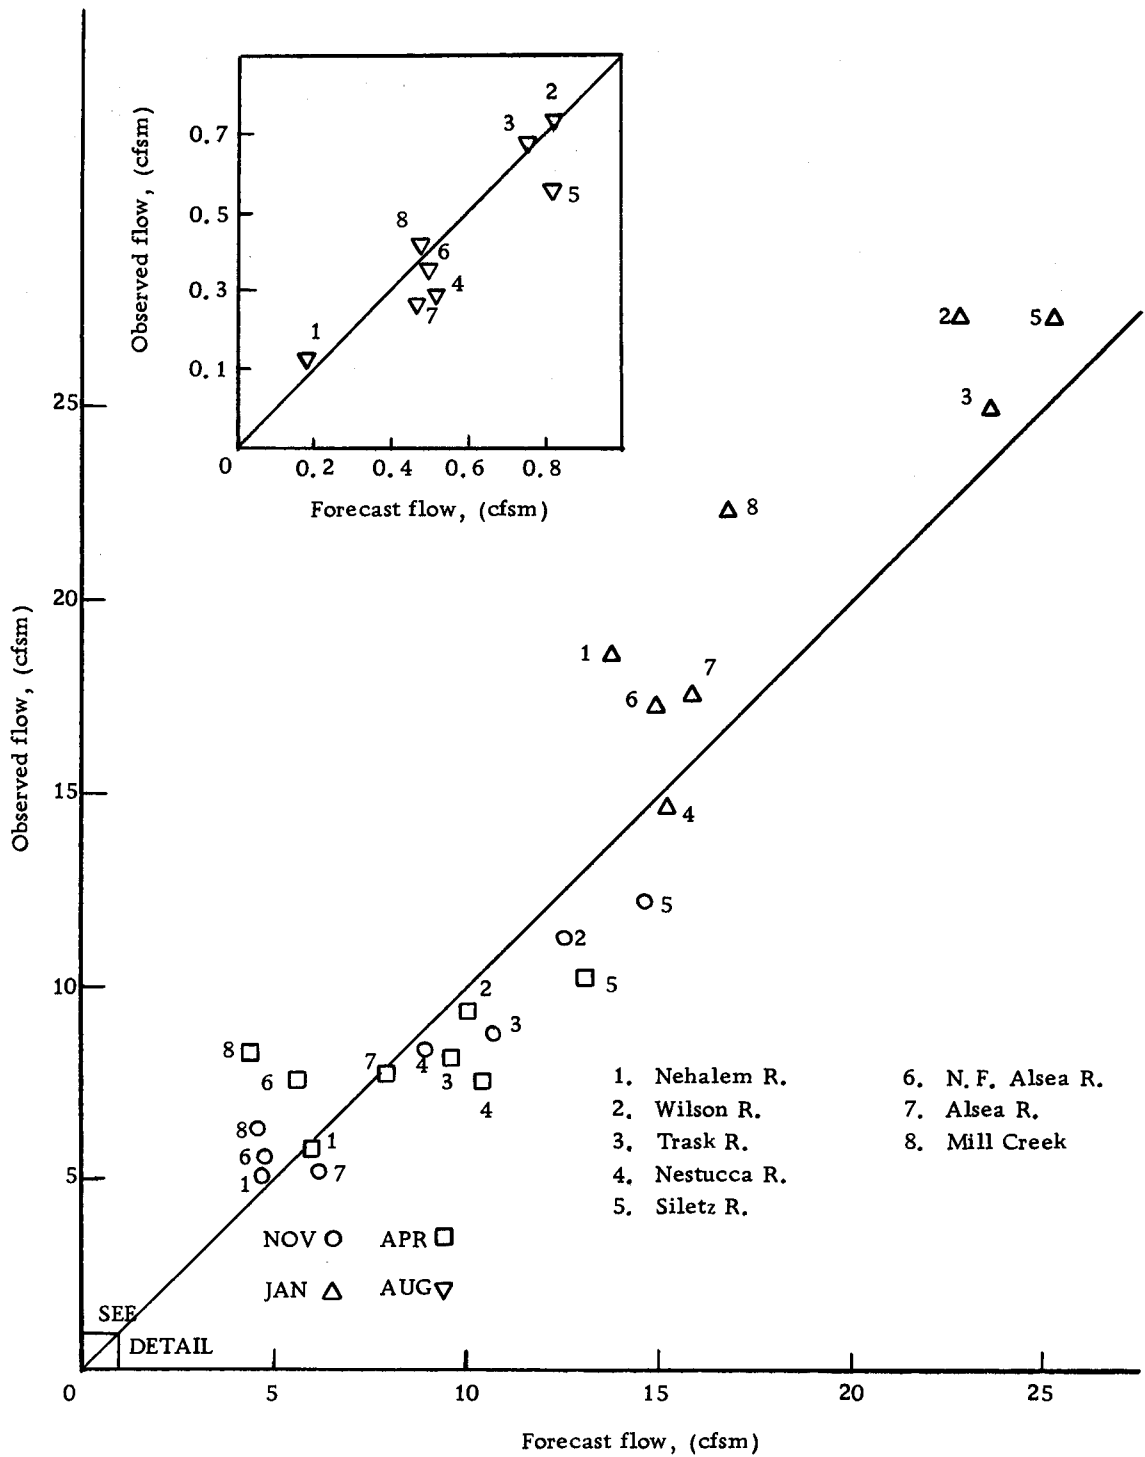 2
0.7
3
0.5
5
8
6
0.3
4
7
1
0.1
Observed flow, (cfsm)
0
0.2
0.4
0.6
0.8
Forecast flow, (cfsm)
2
5
3
25
8
20
1
7
6
15
4
5
2
10
5
2
3
8
7
4
6
3
4
8
1
6
7
5
1
Observed flow, (cfsm)
1. Nehalem R.
2. Wilson R.
3. Trask R.
4. Nestucca R.
5. Siletz R.
6. N.F. Alsea R.
7. Alsea R.
8. Mill Creek
NOV
APR
JAN
AUG
SEE
DETAIL
0
5
10
15
20
25
Forecast flow, (cfsm)